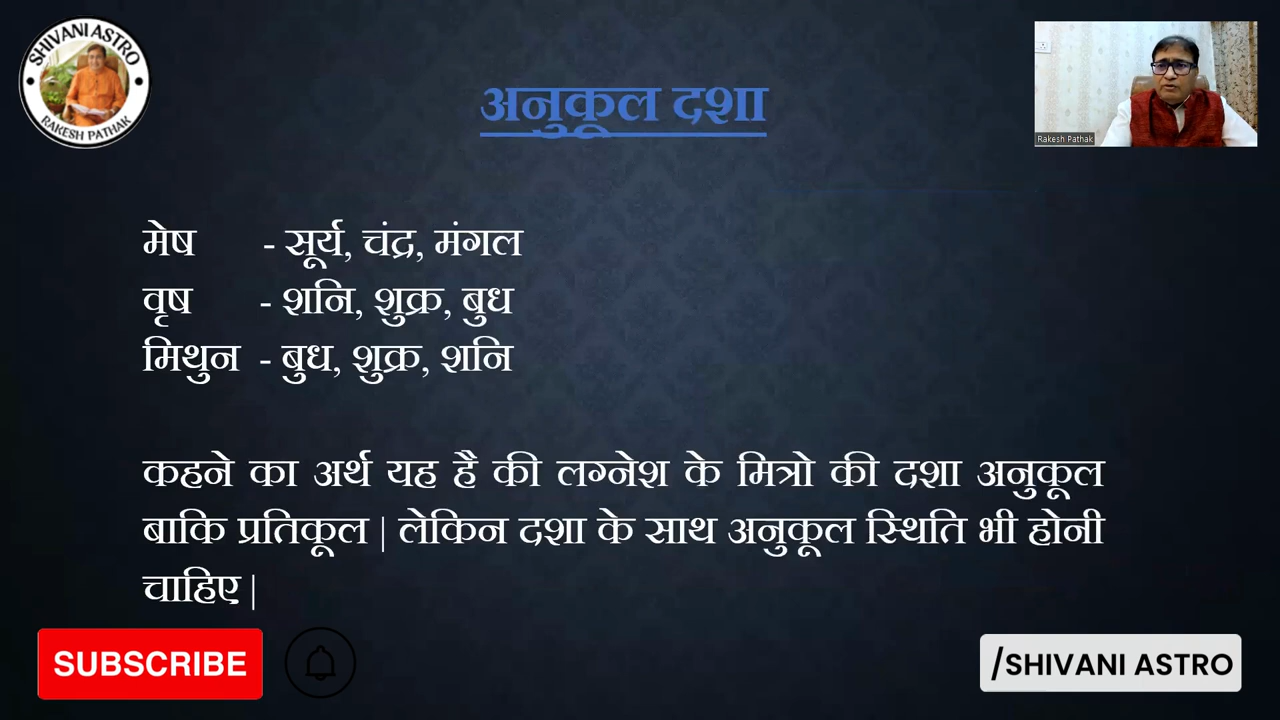 SHIVANI ASTRO
RAKESH PATHAK
अनुकूल दशा
Rakesh Pathak
मेष - सूर्य, चंद्र, मंगल
वृष - शनि, शुक्र, बुध
मिथुन - बुध, शुक्र, शनि
कहने का अर्थ यह है की लग्नेश के मित्रो की दशा अनुकूल
बाकि प्रतिकूल | लेकिन दशा के साथ अनुकूल स्थिति भी होनी
चाहिए |
SUBSCRIBE
/SHIVANI ASTRO